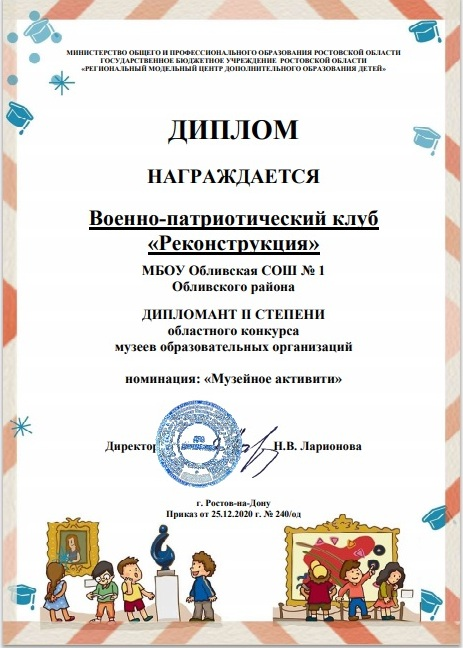 МИНИСТЕРСТВО ОБЩЕГО И ПРОФЕССИОНАЛЬНОГО ОБРАЗОВАНИЯ РОСТОВСКОЙ ОБЛАСТИ
ГОСУДАРСТВЕННОЕ БЮДЖЕТНОЕ УЧРЕЖДЕНИЕ РОСТОВСКОЙ ОБЛАСТИ
«РЕГИОНАЛЬНЫЙ МОДЕЛЬНЫЙ ЦЕНТР ДОПОЛНИТЕЛЬНОГО ОБРАЗОВАНИЯ ДЕТЕЙ»
ДИПЛОМ
НАГРАЖДАЕТСЯ
Военно-патриотический клуб
«Реконструкция»
МБОУ Обливская СОШ № 1
Обливского района
ДИПЛОМАНТ II СТЕПЕНИ
областного конкурса
музеев образовательных организаций
номинация: «Музейное активити»
Директор Н.В. Ларионова
г. Ростов-на-Дону
Приказ от 25.12.2020 г. № 240/од